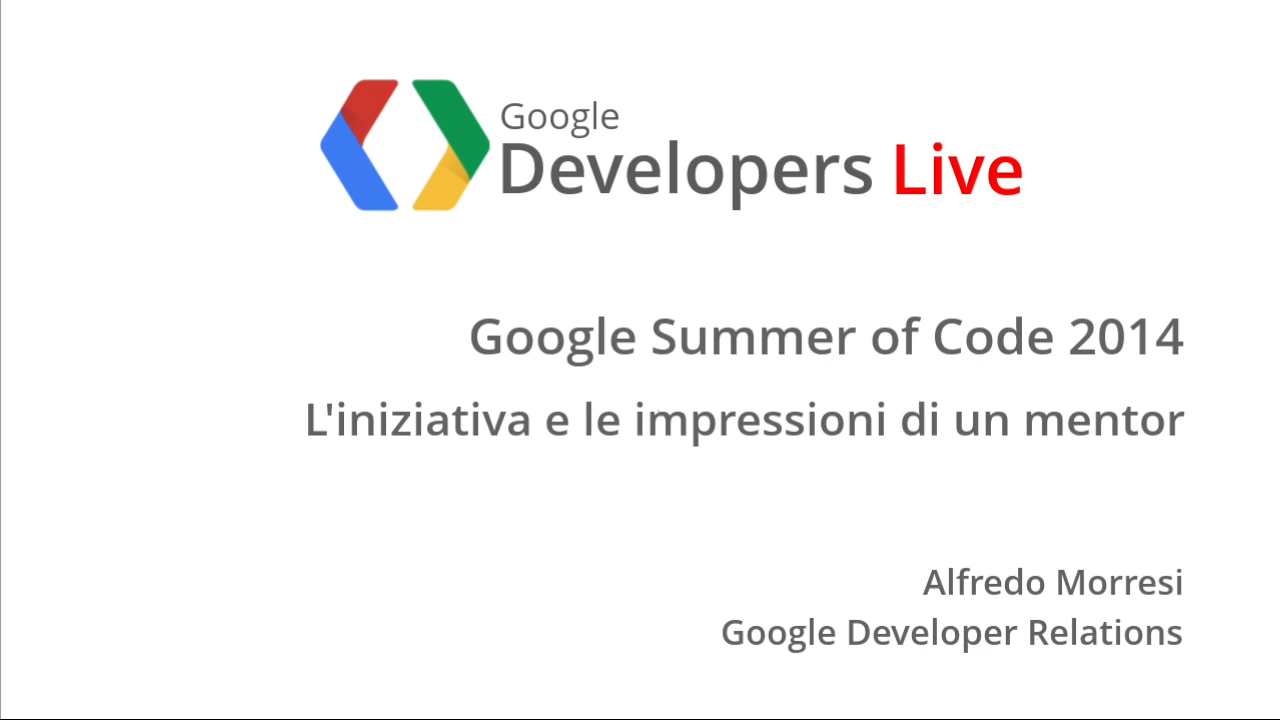 Google
Developers Live
Google Summer of Code 2014
L'iniziativa e le impressioni di un mentor
Alfredo Morresi
Google Developer Relations